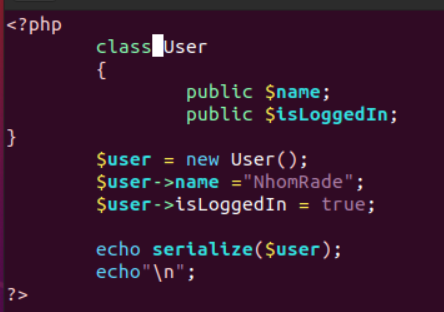 <?php
class User
{
public $name;
public $isLoggedIn;
}
$user = new User();
$user->name ="NhomRade";
$user->isLoggedIn = true;
echo serialize($user);
echo"\n";
?>